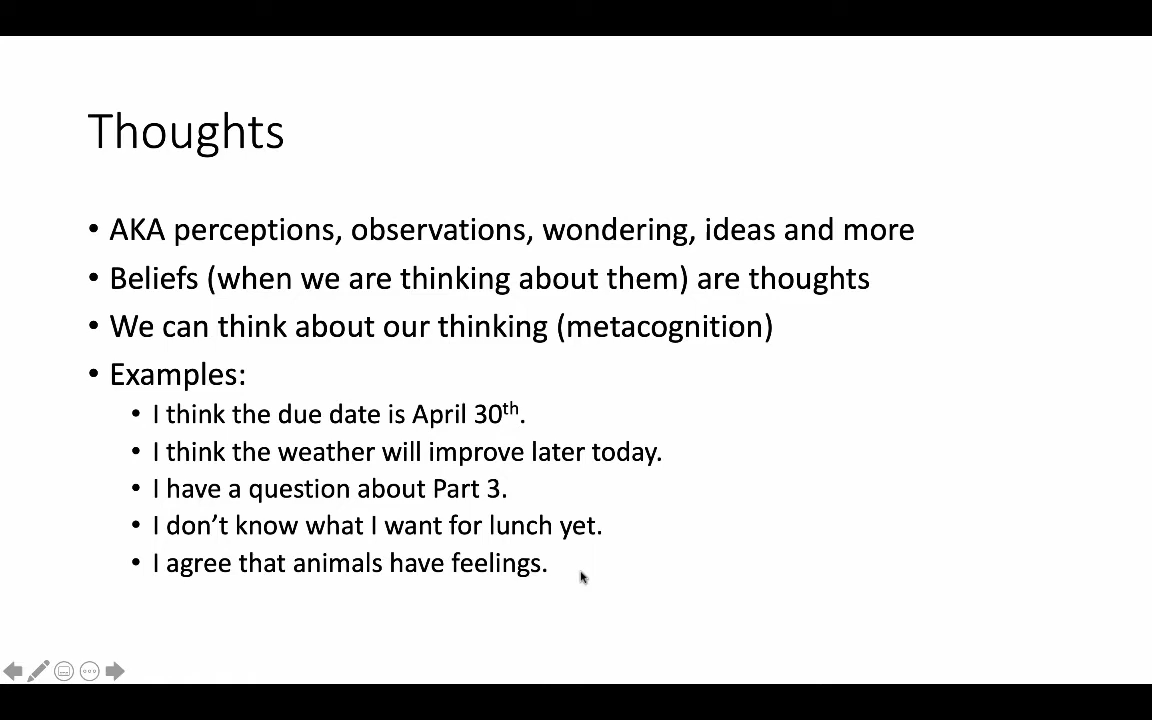 Thoughts
• AKA perceptions, observations, wondering, ideas and more
• Beliefs (when we are thinking about them) are thoughts
• We can think about our thinking (metacognition)
• Examples:
• I think the due date is April 30th.
• I think the weather will improve later today.
• I have a question about Part 3.
• I don’t know what I want for lunch yet.
• I agree that animals have feelings.